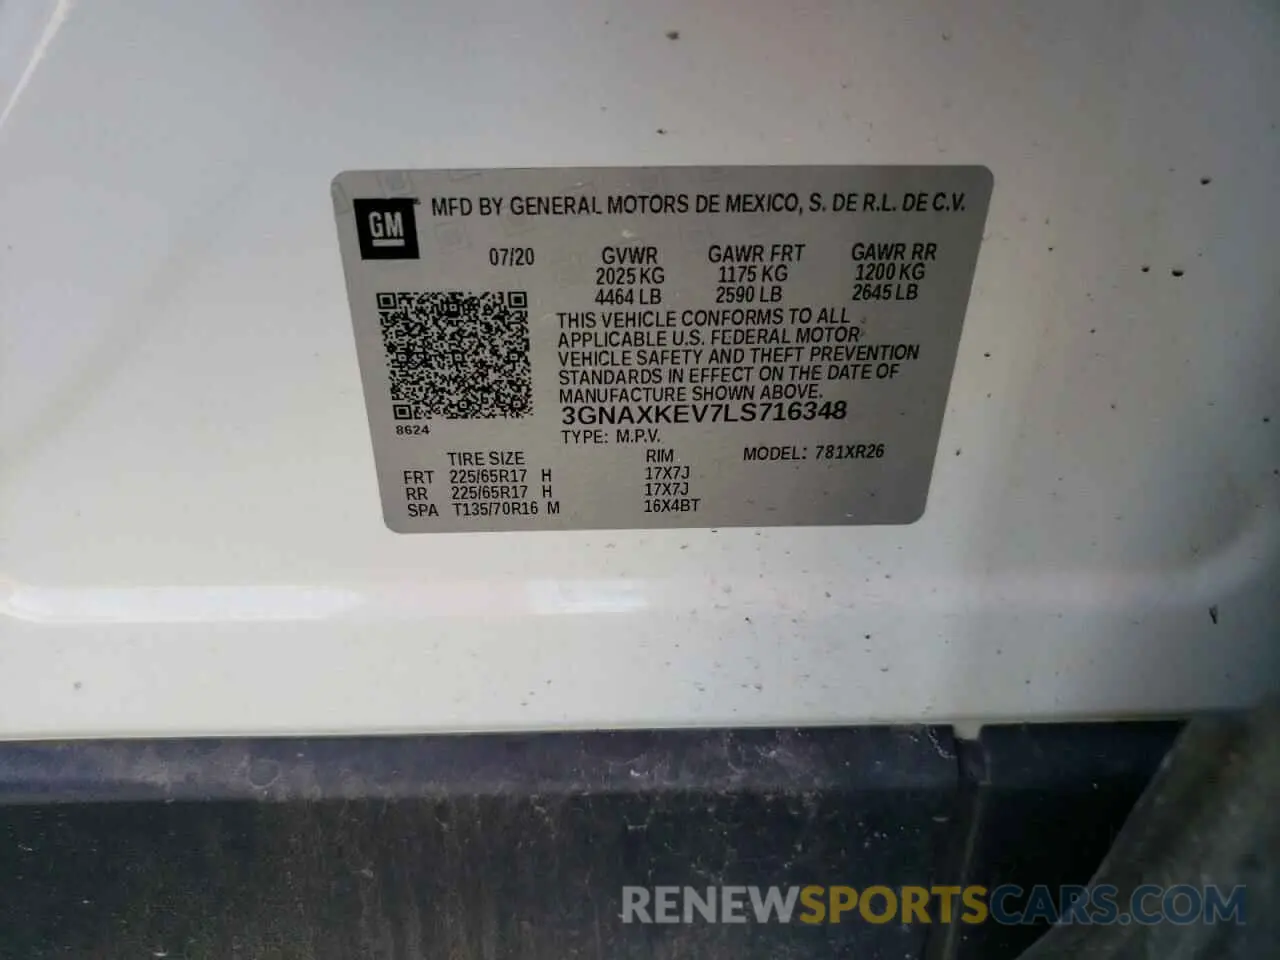 GM MFD BY GENERAL MOTORS DE MEXICO, S. DE R.L. DE C.V.
07/20 GVWR GAWR FRT GAWR RR
2025 KG 1175 KG 1200 KG
4464 LB 2590 LB 2645 LB
THIS VEHICLE CONFORMS TO ALL
APPLICABLE U.S. FEDERAL MOTOR
VEHICLE SAFETY AND THEFT PREVENTION
STANDARDS IN EFFECT ON THE DATE OF
MANUFACTURE SHOWN ABOVE.
3GNAXKEV7LS716348
8624
TYPE: M.P.V.
TIRE SIZE RIM MODEL: 781XR26
FRT 225/65R17 H 17X7J
RR 225/65R17 H 17X7J
SPA T135/70R16 M 16X4BT
RENEWSPORTSCARS.COM